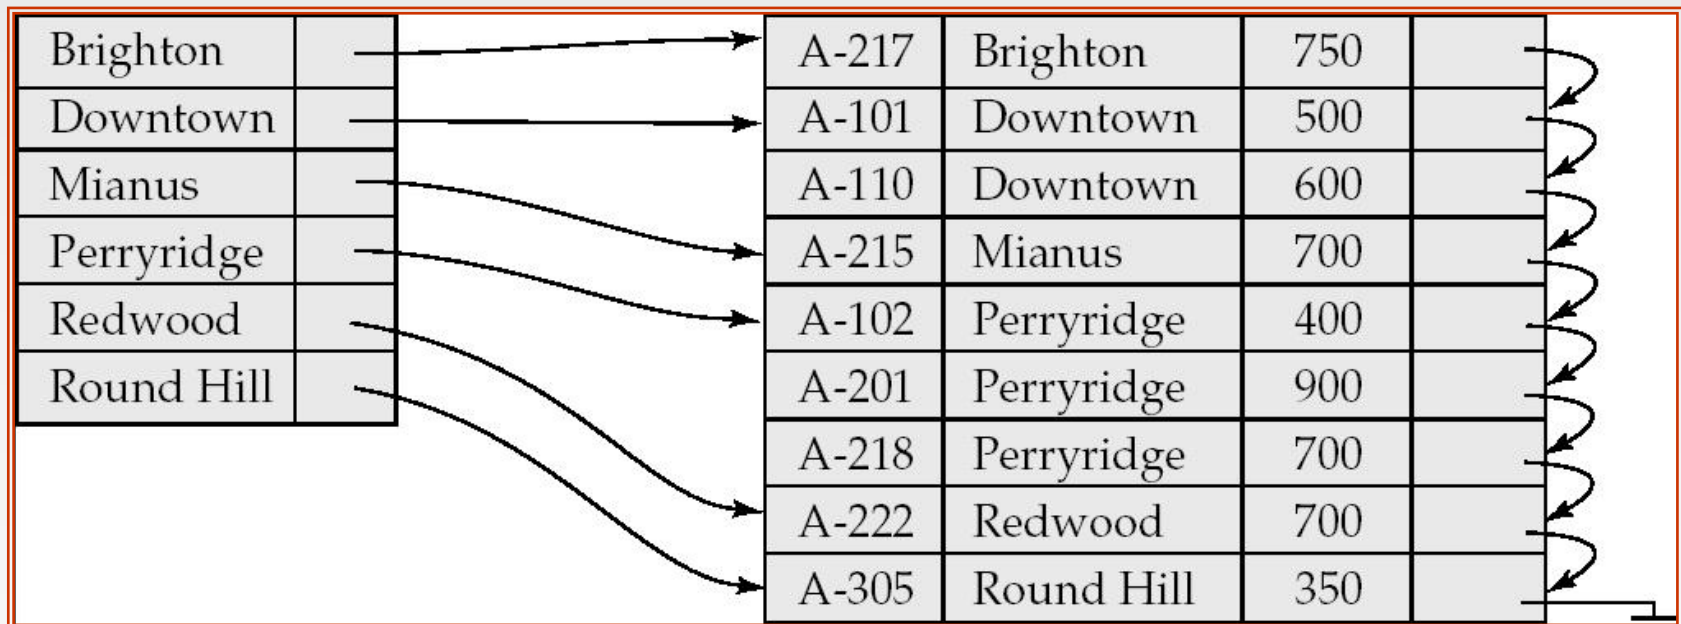 Brighton
Downtown
Mianus
Perryridge
Redwood
Round Hill
A-217 Brighton 750
A-101 Downtown 500
A-110 Downtown 600
A-215 Mianus 700
A-102 Perryridge 400
A-201 Perryridge 900
A-218 Perryridge 700
A-222 Redwood 700
A-305 Round Hill 350